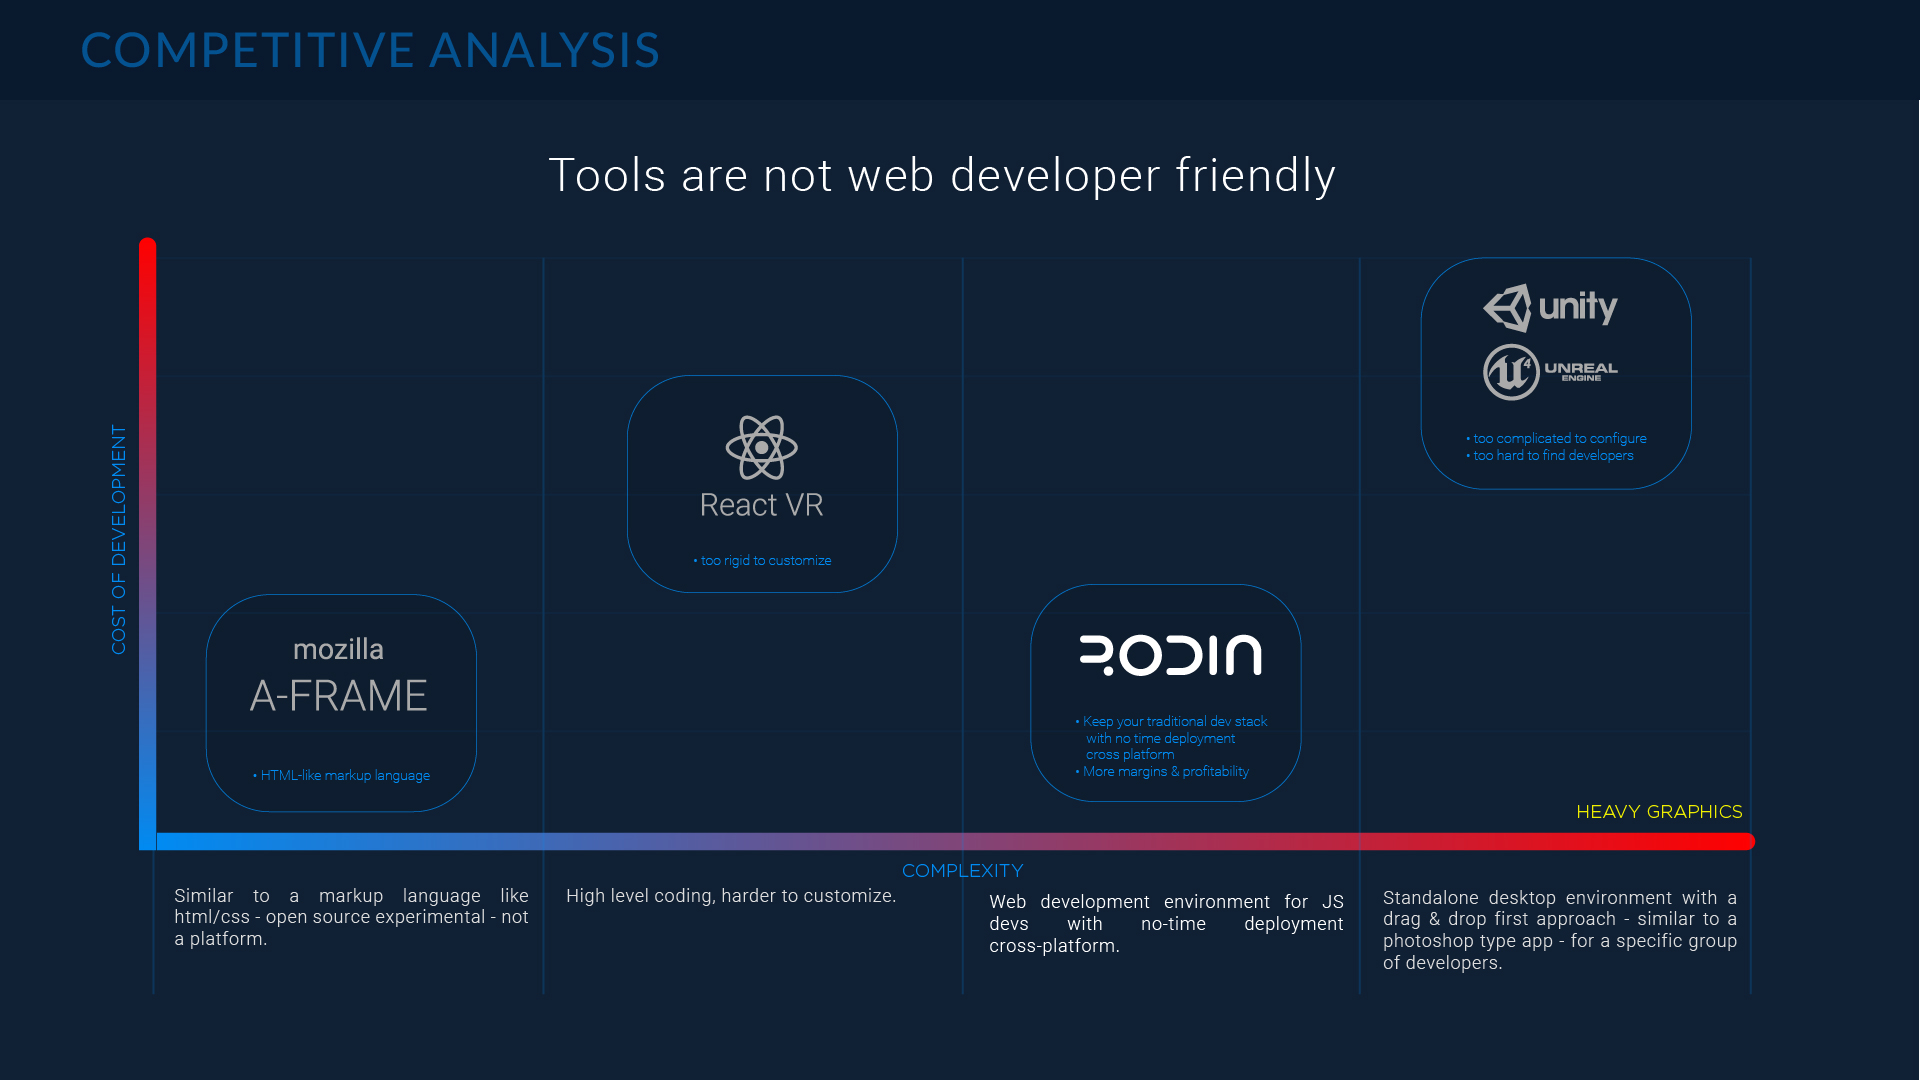 COMPETITIVE ANALYSIS
Tools are not web developer friendly
COST OF DEVELOPMENT
mozilla
A-FRAME
• HTML-like markup language
React VR
• too rigid to customize
RODIN
• Keep your traditional dev stack
with no time deployment
cross platform
• More margins & profitability
unity
U4 UNREAL
ENGINE
• too complicated to configure
• too hard to find developers
HEAVY GRAPHICS
COMPLEXITY
Similar to a markup language like
html/css - open source experimental - not
a platform.
High level coding, harder to customize.
Web development environment for JS
devs with no-time deployment
cross-platform.
Standalone desktop environment with a
drag & drop first approach - similar to a
photoshop type app - for a specific group
of developers.